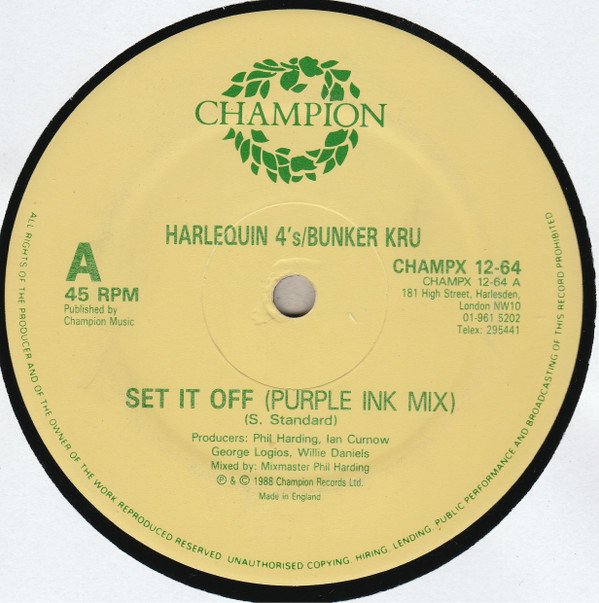 CHAMPION
HARLEQUIN 4's/BUNKER KRU
A
45 RPM
Published by
Champion Music
CHAMPX 12-64
CHAMPX 12-64 A
181 High Street, Harlesden,
London NW10
01-961 5202
Telex: 295441
SET IT OFF (PURPLE INK MIX)
(S. Standard)
Producers: Phil Harding, Ian Curnow
George Logios, Willie Daniels
Mixed by: Mixmaster Phil Harding
℗ & © 1988 Champion Records Ltd.
Made in England
ALL RIGHTS OF THE PRODUCER AND OF THE OWNER OF THE WORK REPRODUCED RESERVED. UNAUTHORISED COPYING, HIRING, LENDING, PUBLIC PERFORMANCE AND BROADCASTING OF THIS RECORD PROHIBITED